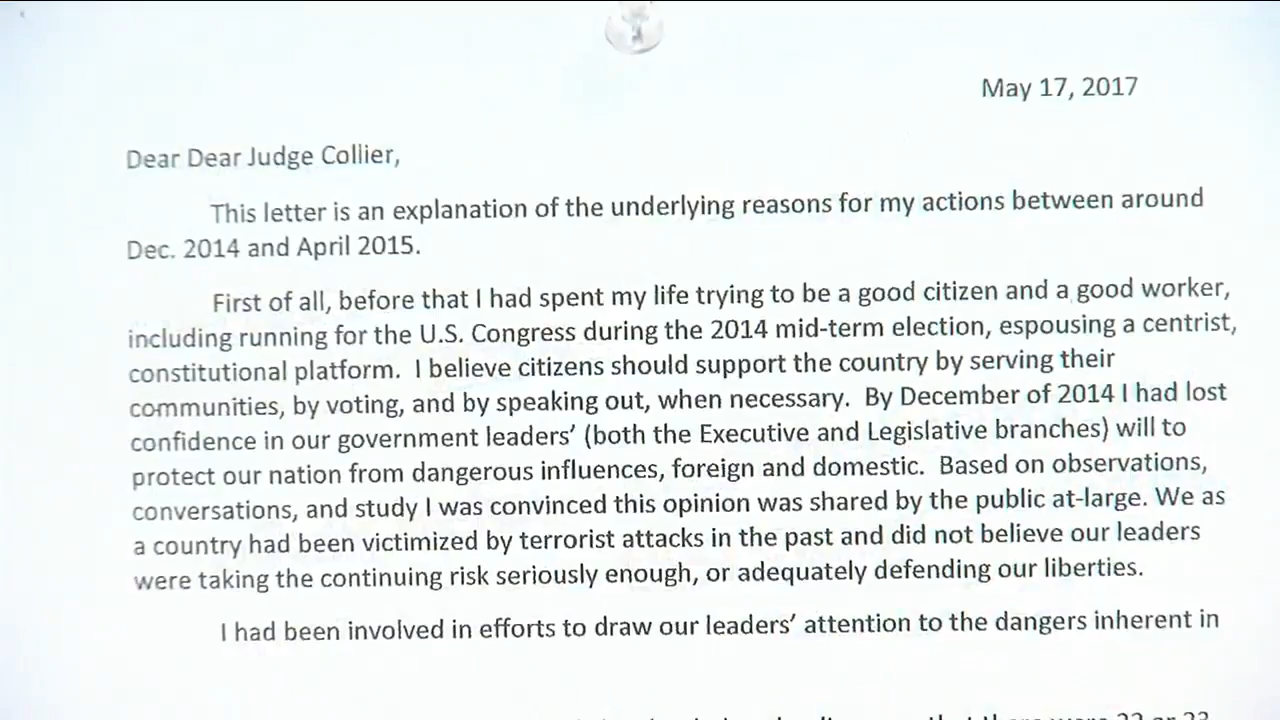 May 17, 2017
Dear Dear Judge Collier,
This letter is an explanation of the underlying reasons for my actions between around
Dec. 2014 and April 2015.
First of all, before that I had spent my life trying to be a good citizen and a good worker,
including running for the U.S. Congress during the 2014 mid-term election, espousing a centrist,
constitutional platform.  I believe citizens should support the country by serving their
communities, by voting, and by speaking out, when necessary.  By December of 2014 I had lost
confidence in our government leaders’ (both the Executive and Legislative branches) will to
protect our nation from dangerous influences, foreign and domestic.  Based on observations,
conversations, and study I was convinced this opinion was shared by the public at-large. We as
a country had been victimized by terrorist attacks in the past and did not believe our leaders
were taking the continuing risk seriously enough, or adequately defending our liberties.
I had been involved in efforts to draw our leaders’ attention to the dangers inherent in